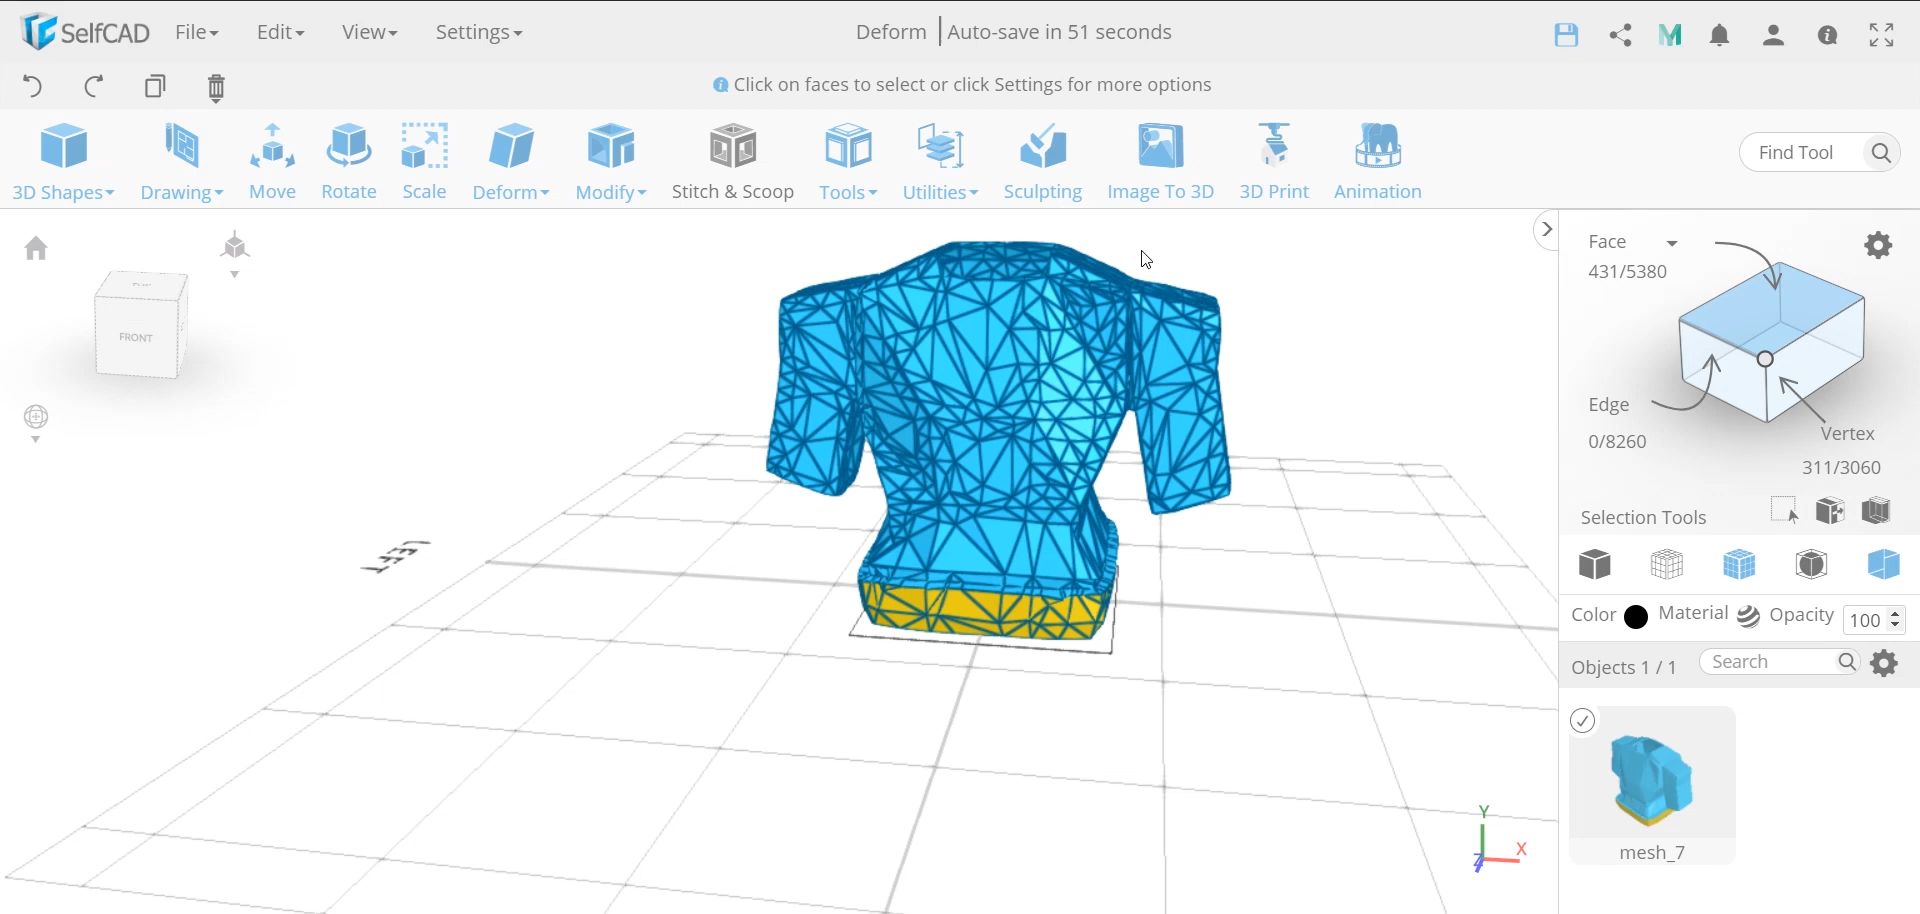 SelfCAD File Edit View Settings Deform Auto-save in 51 seconds
Click on faces to select or click Settings for more options
3D Shapes Drawing Move Rotate Scale Deform Modify Stitch & Scoop Tools Utilities Sculpting Image To 3D 3D Print Animation
Find Tool
FRONT
LEFT
Face
431/5380
Edge
0/8260
Vertex
311/3060
Selection Tools
Color Material Opacity 100
Objects 1 / 1 Search
mesh_7
Y
X
Z